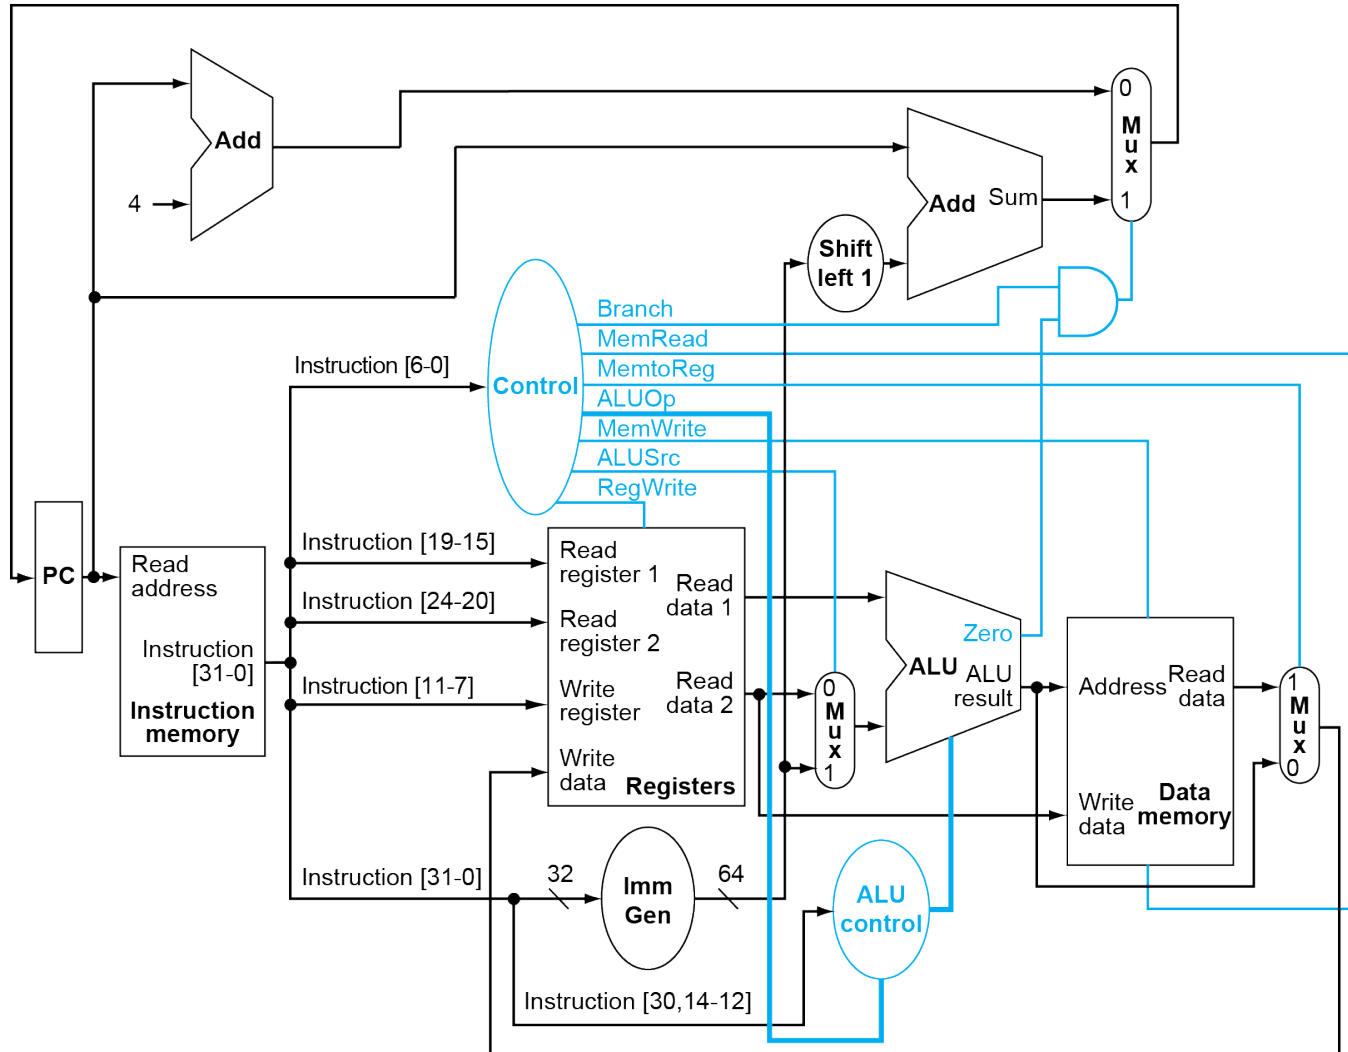 0
M
u
x
1
Add
4
Add
Sum
Shift
left 1
Branch
MemRead
MemtoReg
ALUOp
MemWrite
ALUSrc
RegWrite
Instruction [6-0]
Control
PC
Read
address
Instruction
[31-0]
Instruction
memory
Instruction [19-15]
Instruction [24-20]
Instruction [11-7]
Read
register 1
Read
register 2
Write
register
Write
data
Read
data 1
Read
data 2
Registers
0
M
u
x
1
Zero
ALU
ALU
result
Address
Read
data
Write
data
Data
memory
1
M
u
x
0
Instruction [31-0]
32
Imm
Gen
64
ALU
control
Instruction [30,14-12]